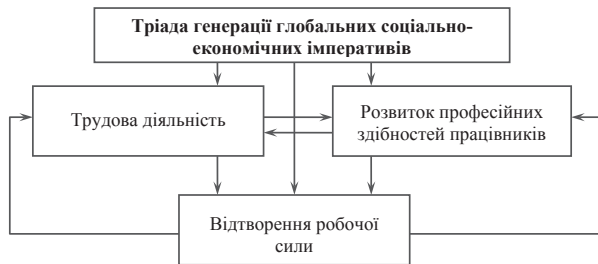 Тріада генерації глобальних соціально-
економічних імперативів
Трудова діяльність
Розвиток професійних
здібностей працівників
Відтворення робочої
сили